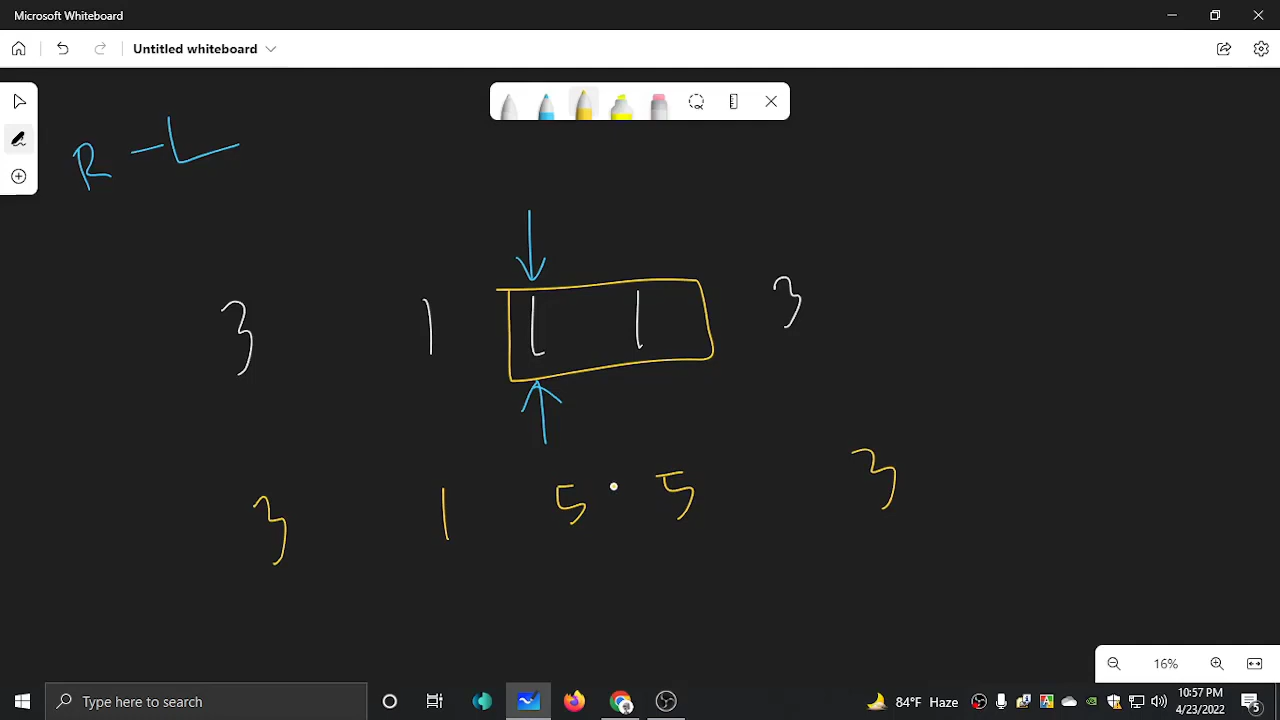 Microsoft Whiteboard
Untitled whiteboard
R - L
3 1 1 1 3
3 1 5 5 3
16%
Type here to search
84°F Haze
10:57 PM
4/23/2022
5